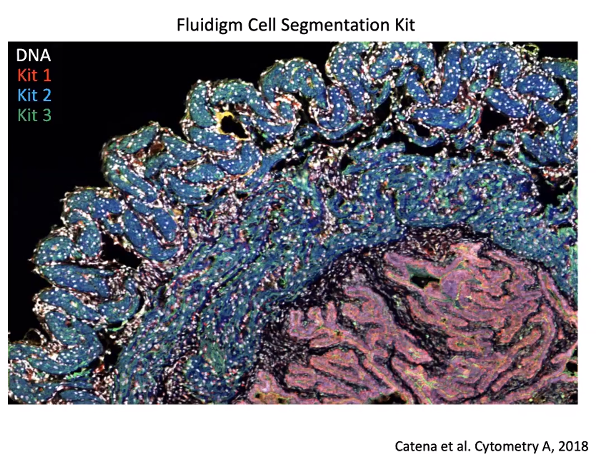 Fluidigm Cell Segmentation Kit
DNA
Kit 1
Kit 2
Kit 3
Catena et al. Cytometry A, 2018